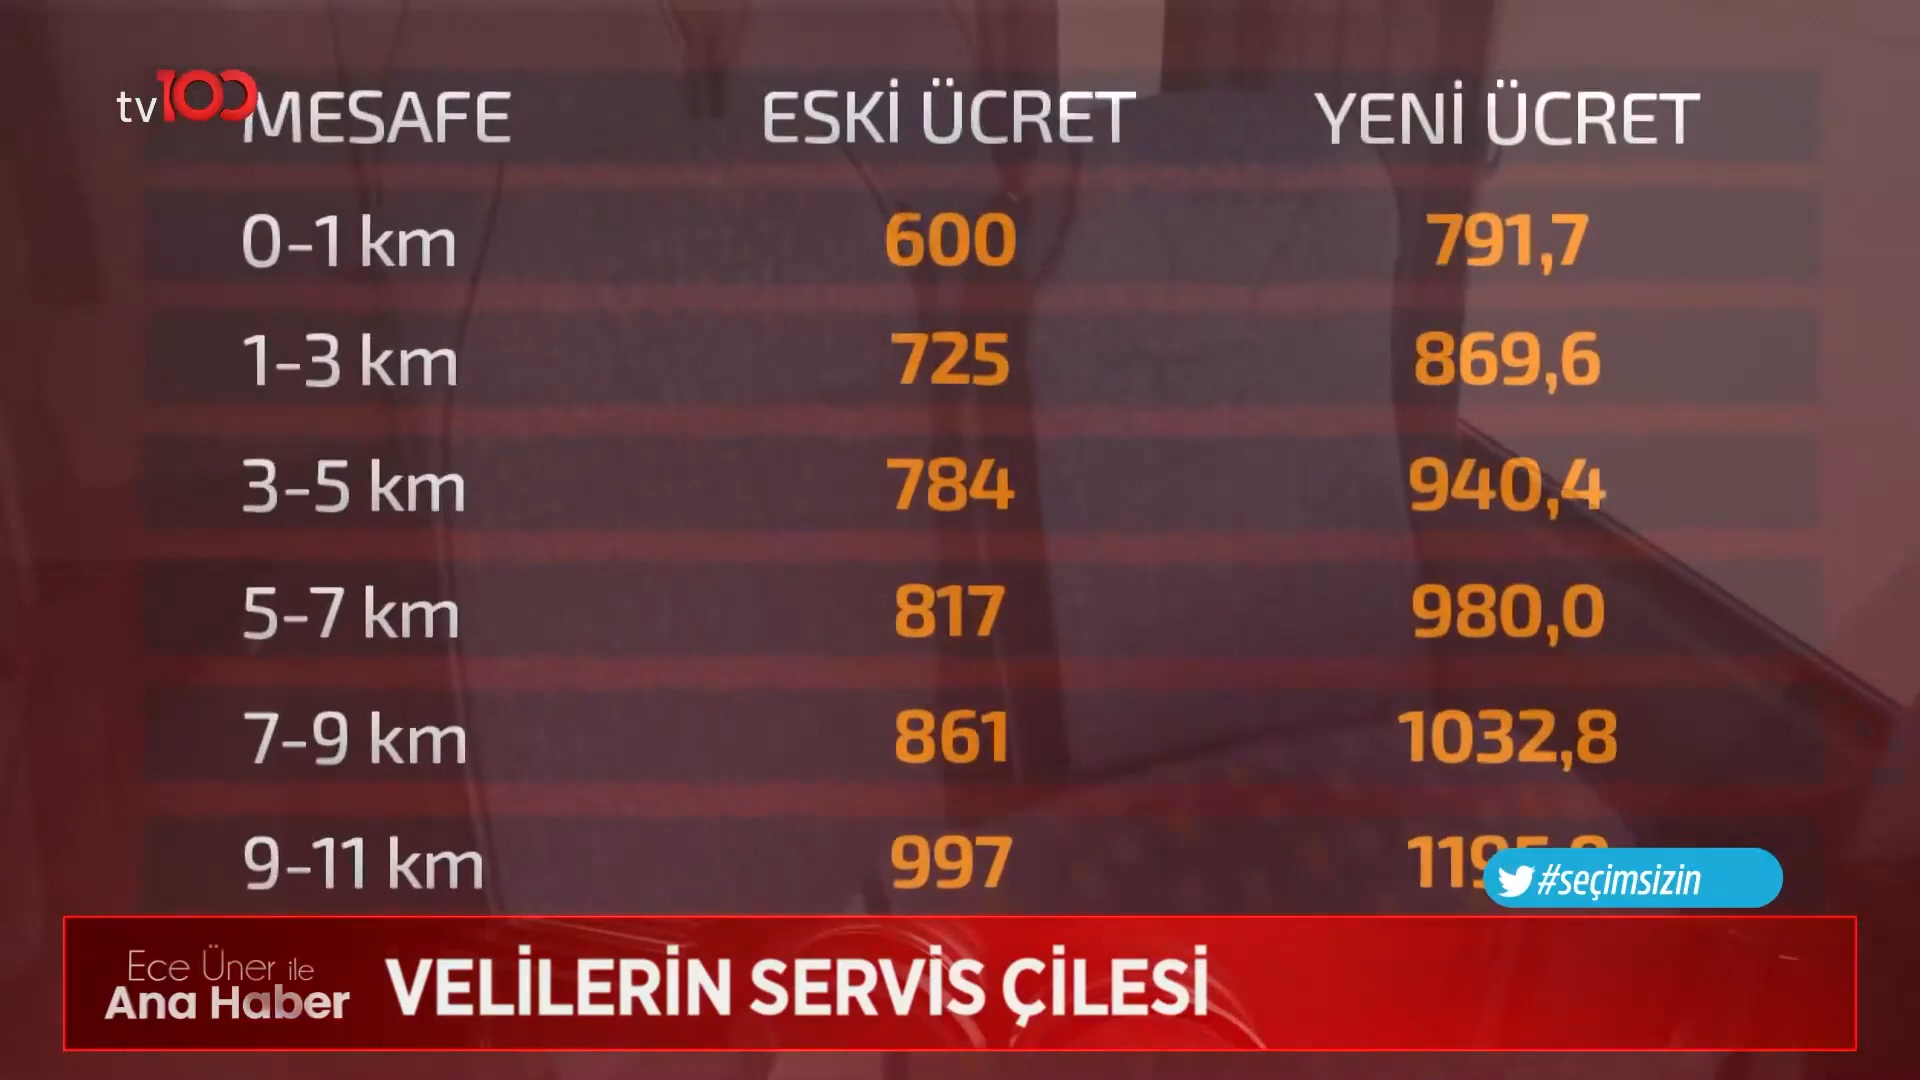 tv100
MESAFE ESKİ ÜCRET YENİ ÜCRET
0-1 km 600 791,7
1-3 km 725 869,6
3-5 km 784 940,4
5-7 km 817 980,0
7-9 km 861 1032,8
9-11 km 997
#seçimsizin
Ece Üner ile
Ana Haber
VELİLERİN SERVİS ÇİLESİ